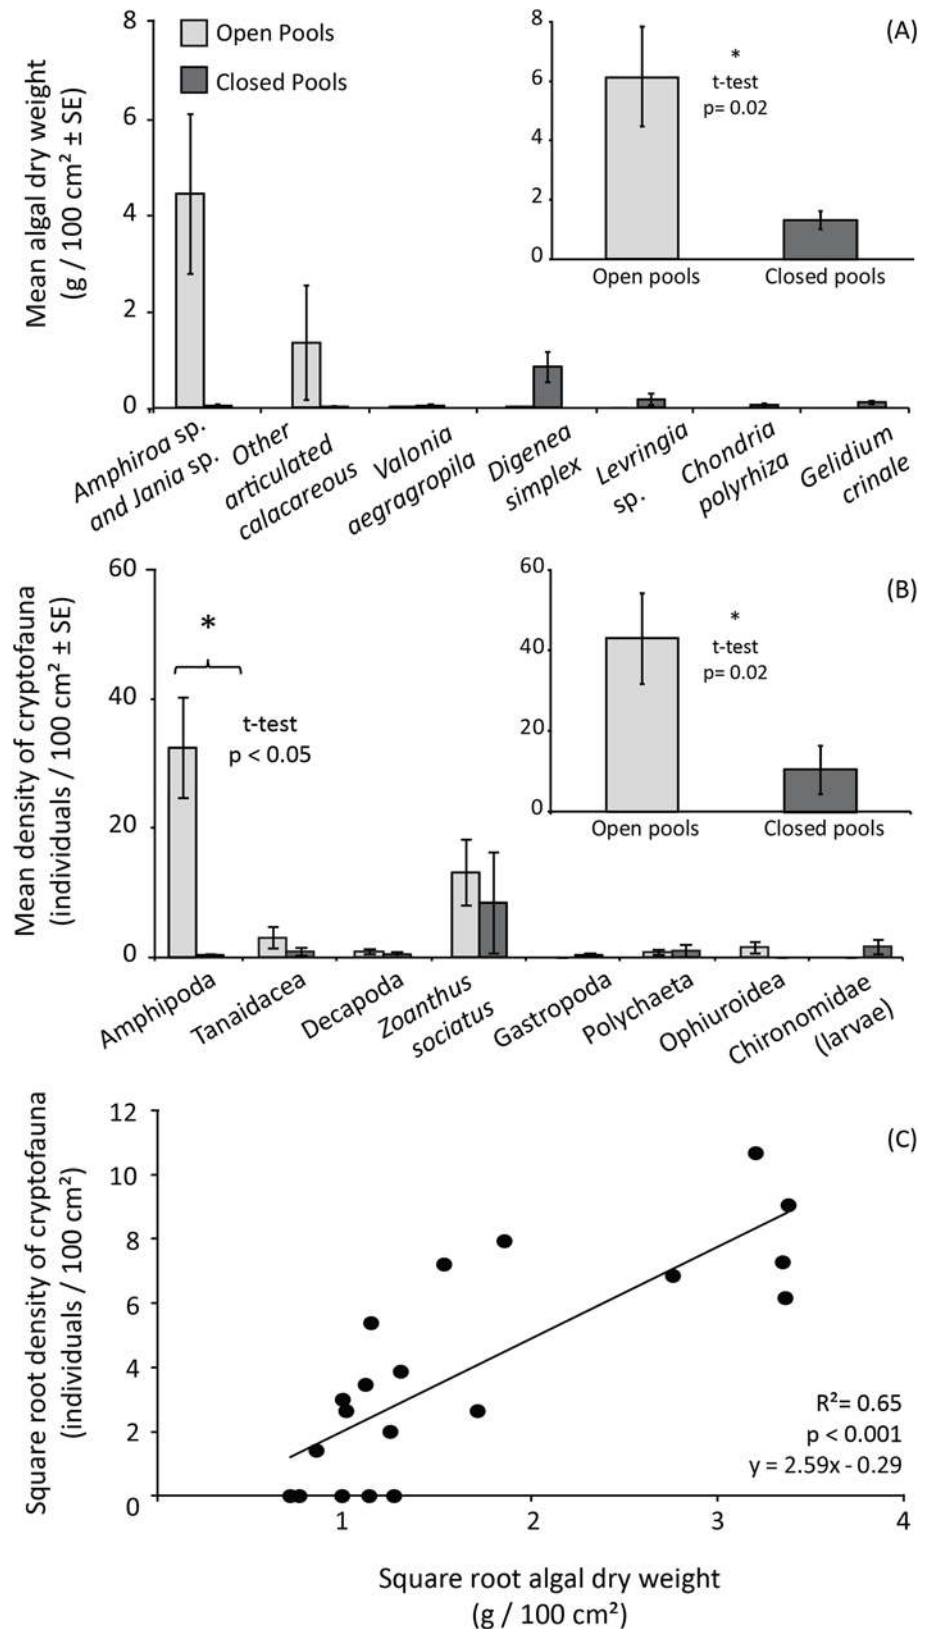 Mean algal dry weight
(g / 100 cm² ± SE)
8
6
4
2
0
Open Pools
Closed Pools
(A)
8
6
4
2
0
*
t-test
p= 0.02
Open pools
Closed pools
Amphiroa sp.
and Jania sp.
Other
articulated
calacareous
Valonia
aegragropila
Digenea
simplex
Levringia
sp.
Chondria
polyrhiza
Gelidium
crinale
Mean density of cryptofauna
(individuals / 100 cm² ± SE)
60
40
20
0
*
t-test
p < 0.05
(B)
60
40
20
0
*
t-test
p= 0.02
Open pools
Closed pools
Amphipoda
Tanaidacea
Decapoda
Zoanthus
sociatus
Gastropoda
Polychaeta
Ophiuroidea
Chironomidae
(larvae)
Square root density of cryptofauna
(individuals / 100 cm²)
12
10
8
6
4
2
0
(C)
R²= 0.65
p < 0.001
y = 2.59x - 0.29
1
2
3
4
Square root algal dry weight
(g / 100 cm²)